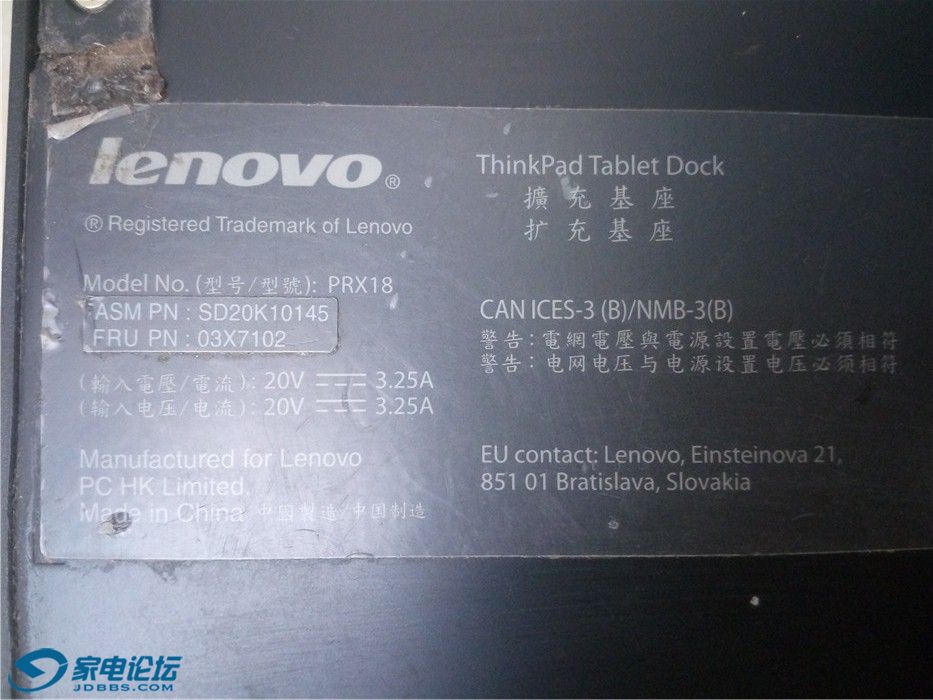 lenovo®
® Registered Trademark of Lenovo
Model No. (型号/型號): PRX18
ASM PN : SD20K10145
FRU PN : 03X7102
(輸入電壓/電流): 20V ⎓ 3.25A
(输入电压/电流): 20V ⎓ 3.25A
Manufactured for Lenovo
PC HK Limited.
Made in China 中國製造/中国制造
ThinkPad Tablet Dock
擴充基座
扩充基座
CAN ICES-3 (B)/NMB-3(B)
警告:電網電壓與電源設置電壓必須相符
警告:电网电压与电源设置电压必须相符
EU contact: Lenovo, Einsteinova 21,
851 01 Bratislava, Slovakia
家电论坛
JDBBS.COM